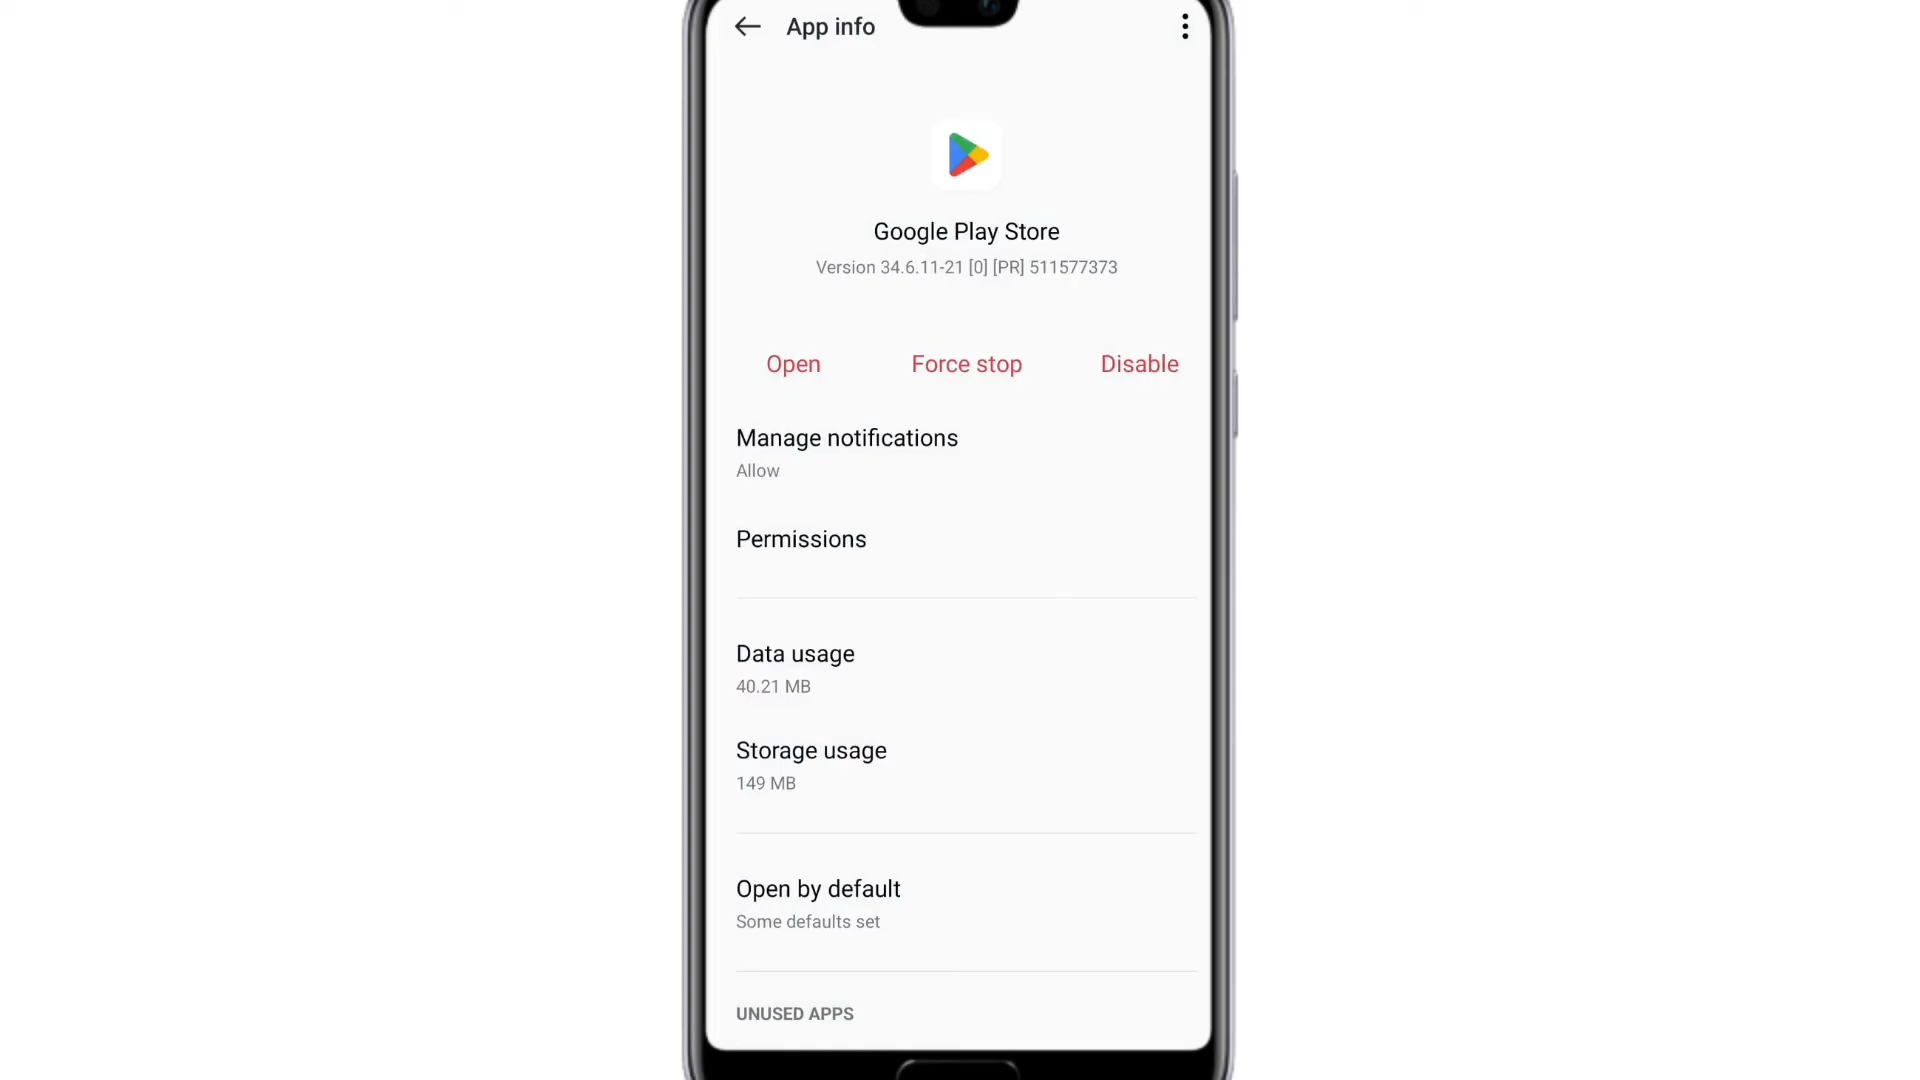 App info
Google Play Store
Version 34.6.11-21 [0] [PR] 511577373
Open Force stop Disable
Manage notifications
Allow
Permissions
Data usage
40.21 MB
Storage usage
149 MB
Open by default
Some defaults set
UNUSED APPS